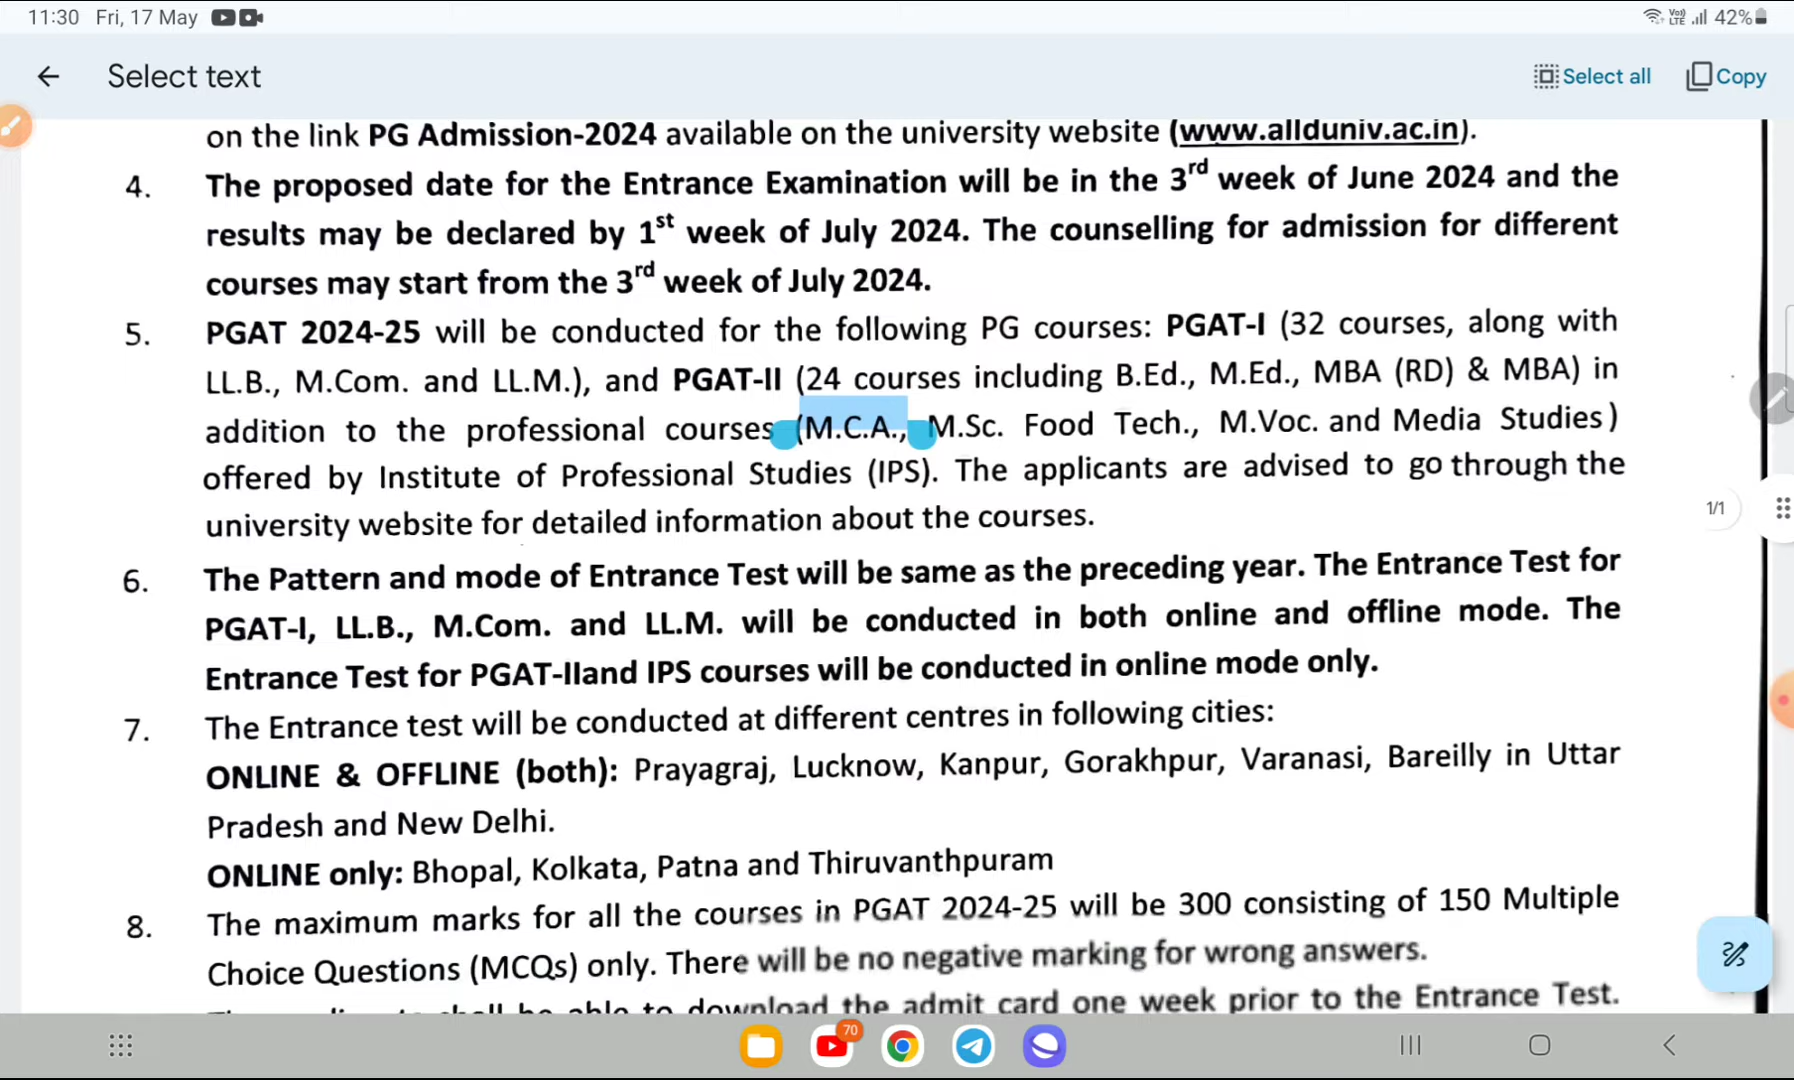 11:30 Fri, 17 May
Vo)) LTE 42%
Select text
Select all
Copy
on the link PG Admission-2024 available on the university website (www.allduniv.ac.in).
4. The proposed date for the Entrance Examination will be in the 3rd week of June 2024 and the
results may be declared by 1st week of July 2024. The counselling for admission for different
courses may start from the 3rd week of July 2024.
5. PGAT 2024-25 will be conducted for the following PG courses: PGAT-I (32 courses, along with
LL.B., M.Com. and LL.M.), and PGAT-II (24 courses including B.Ed., M.Ed., MBA (RD) & MBA) in
addition to the professional courses (M.C.A., M.Sc. Food Tech., M.Voc. and Media Studies)
offered by Institute of Professional Studies (IPS). The applicants are advised to go through the
1/1
university website for detailed information about the courses.
6. The Pattern and mode of Entrance Test will be same as the preceding year. The Entrance Test for
PGAT-I, LL.B., M.Com. and LL.M. will be conducted in both online and offline mode. The
Entrance Test for PGAT-IIand IPS courses will be conducted in online mode only.
7. The Entrance test will be conducted at different centres in following cities:
ONLINE & OFFLINE (both): Prayagraj, Lucknow, Kanpur, Gorakhpur, Varanasi, Bareilly in Uttar
Pradesh and New Delhi.
ONLINE only: Bhopal, Kolkata, Patna and Thiruvanthpuram
8. The maximum marks for all the courses in PGAT 2024-25 will be 300 consisting of 150 Multiple
Choice Questions (MCQs) only. There will be no negative marking for wrong answers.
shall be able to download the admit card one week prior to the Entrance Test.
70